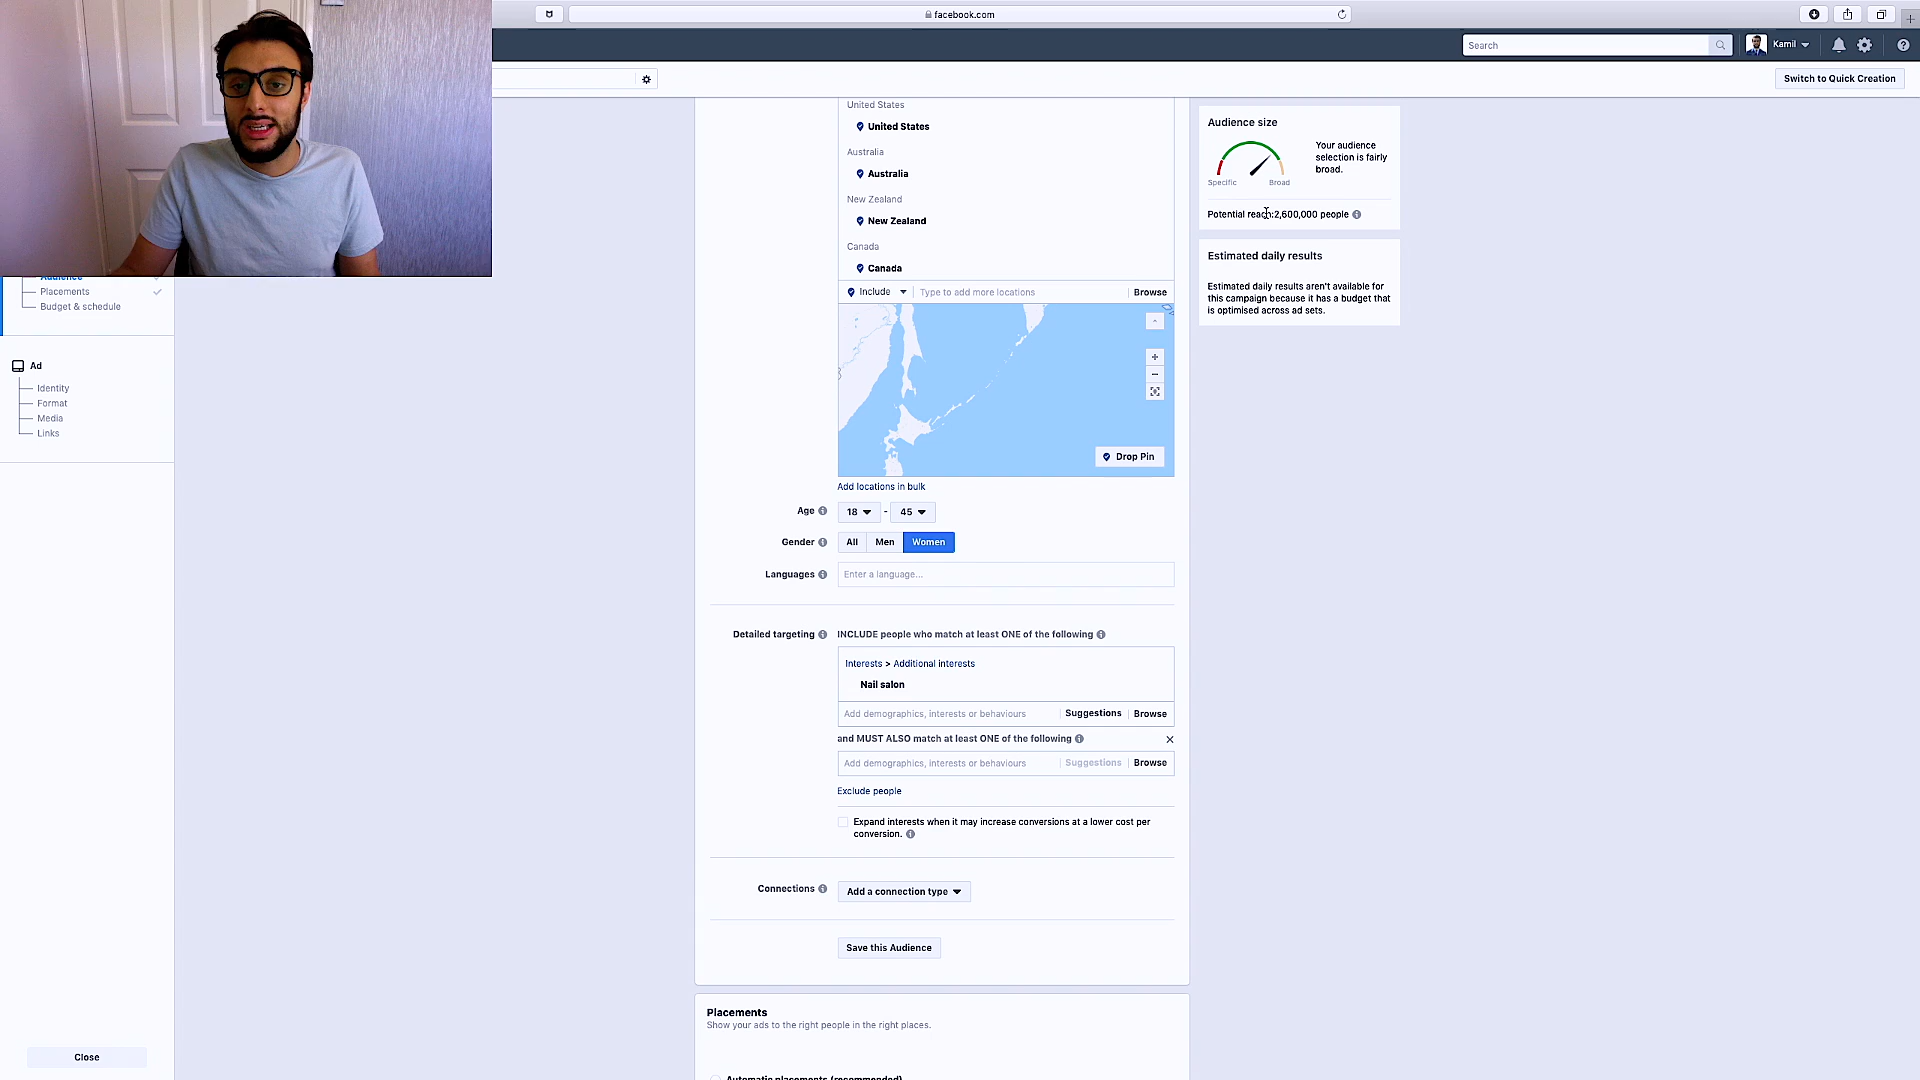 facebook.com
Search
Kamil
Switch to Quick Creation
United States
United States
Australia
Australia
New Zealand
New Zealand
Canada
Canada
Include
Type to add more locations
Browse
Drop Pin
Add locations in bulk
Age
18
-
45
Gender
All
Men
Women
Languages
Enter a language...
Detailed targeting
INCLUDE people who match at least ONE of the following
Interests > Additional interests
Nail salon
Add demographics, interests or behaviours
Suggestions
Browse
and MUST ALSO match at least ONE of the following
Add demographics, interests or behaviours
Suggestions
Browse
Exclude people
Expand interests when it may increase conversions at a lower cost per
conversion.
Connections
Add a connection type
Save this Audience
Placements
Show your ads to the right people in the right places.
Automatic placements (recommended)
Audience size
Your audience
selection is fairly
broad.
Specific
Broad
Potential reach:2,600,000 people
Estimated daily results
Estimated daily results aren't available for
this campaign because it has a budget that
is optimised across ad sets.
Audience
Placements
Budget & schedule
Ad
Identity
Format
Media
Links
Close